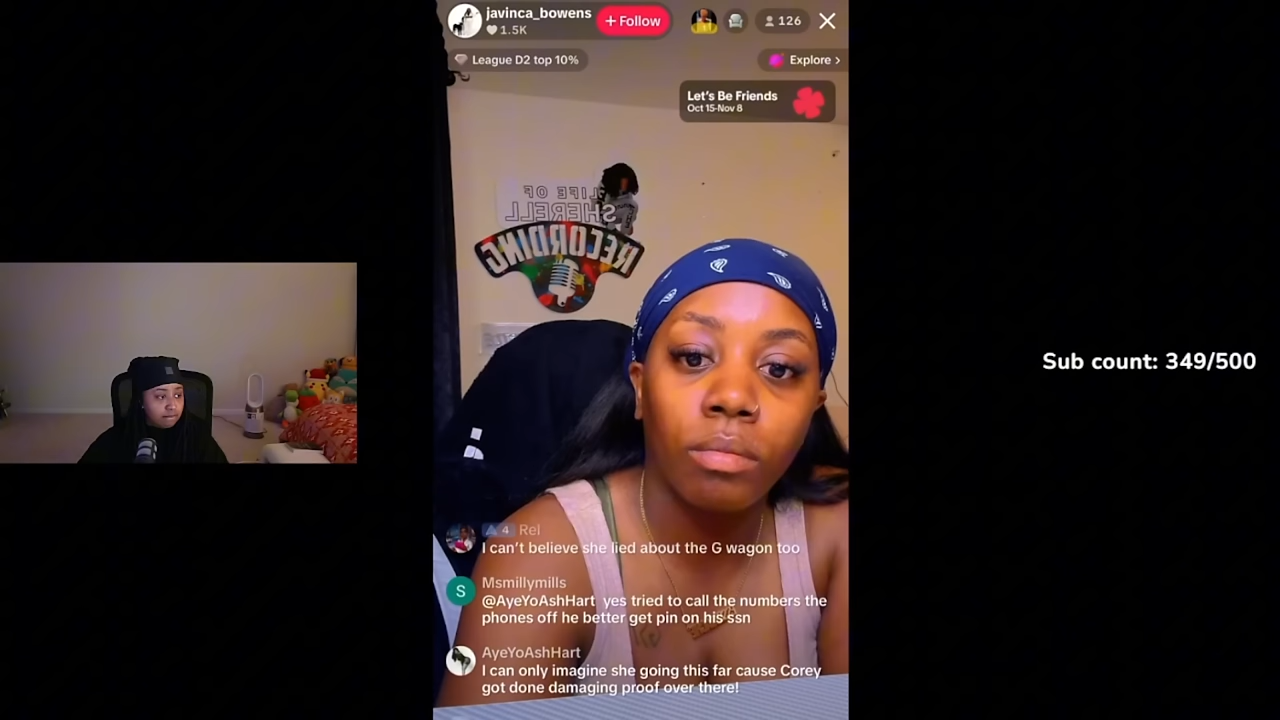 javinca_bowens
+ Follow
1.5K
126
League D2 top 10%
Explore >
Let's Be Friends
Oct 15-Nov 8
LIFE OF
SHERELL
RECORDING
4 Rel
I can't believe she lied about the G wagon too
S
Msmillymills
@AyeYoAshHart yes tried to call the numbers the
phones off he better get pin on his ssn
AyeYoAshHart
I can only imagine she going this far cause Corey
got done damaging proof over there!
Sub count: 349/500